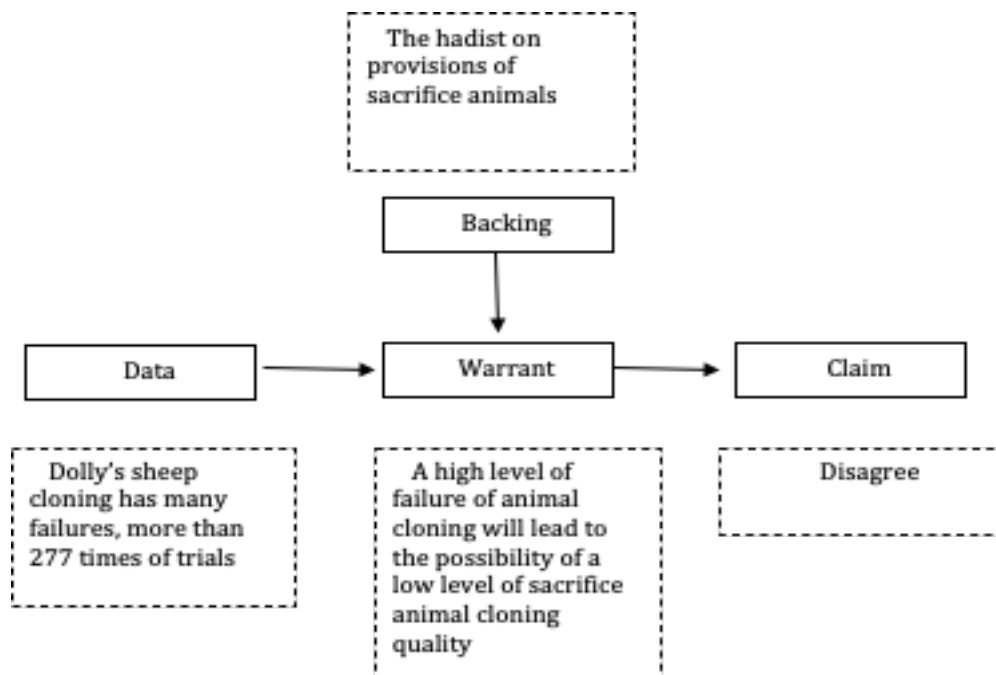 The hadist on
provisions of
sacrifice animals
Backing
Data
Warrant
Claim
Dolly's sheep
cloning has many
failures, more than
277 times of trials
A high level of
failure of animal
cloning will lead to
the possibility of a
low level of sacrifice
animal cloning
quality
Disagree